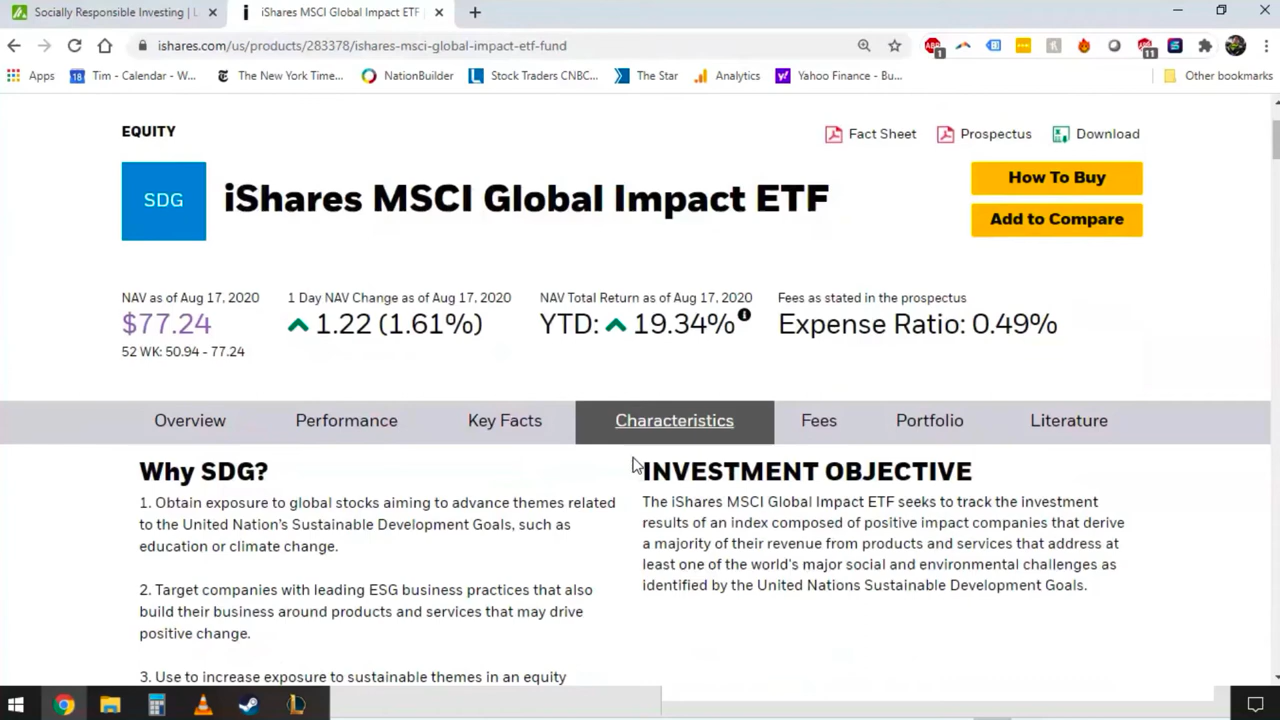 Socially Responsible Investing |
iShares MSCI Global Impact ETF
ishares.com/us/products/283378/ishares-msci-global-impact-etf-fund
ABP
1
11
Apps
18
Tim - Calendar - W...
The New York Time...
NationBuilder
Stock Traders CNBC...
The Star
Analytics
Yahoo Finance - Bu...
Other bookmarks
EQUITY
Fact Sheet
Prospectus
Download
SDG
iShares MSCI Global Impact ETF
How To Buy
Add to Compare
NAV as of Aug 17, 2020
$77.24
52 WK: 50.94 - 77.24
1 Day NAV Change as of Aug 17, 2020
1.22 (1.61%)
NAV Total Return as of Aug 17, 2020
YTD: 19.34%
Fees as stated in the prospectus
Expense Ratio: 0.49%
Overview
Performance
Key Facts
Characteristics
Fees
Portfolio
Literature
Why SDG?
1. Obtain exposure to global stocks aiming to advance themes related
to the United Nation's Sustainable Development Goals, such as
education or climate change.
2. Target companies with leading ESG business practices that also
build their business around products and services that may drive
positive change.
3. Use to increase exposure to sustainable themes in an equity
INVESTMENT OBJECTIVE
The iShares MSCI Global Impact ETF seeks to track the investment
results of an index composed of positive impact companies that derive
a majority of their revenue from products and services that address at
least one of the world's major social and environmental challenges as
identified by the United Nations Sustainable Development Goals.